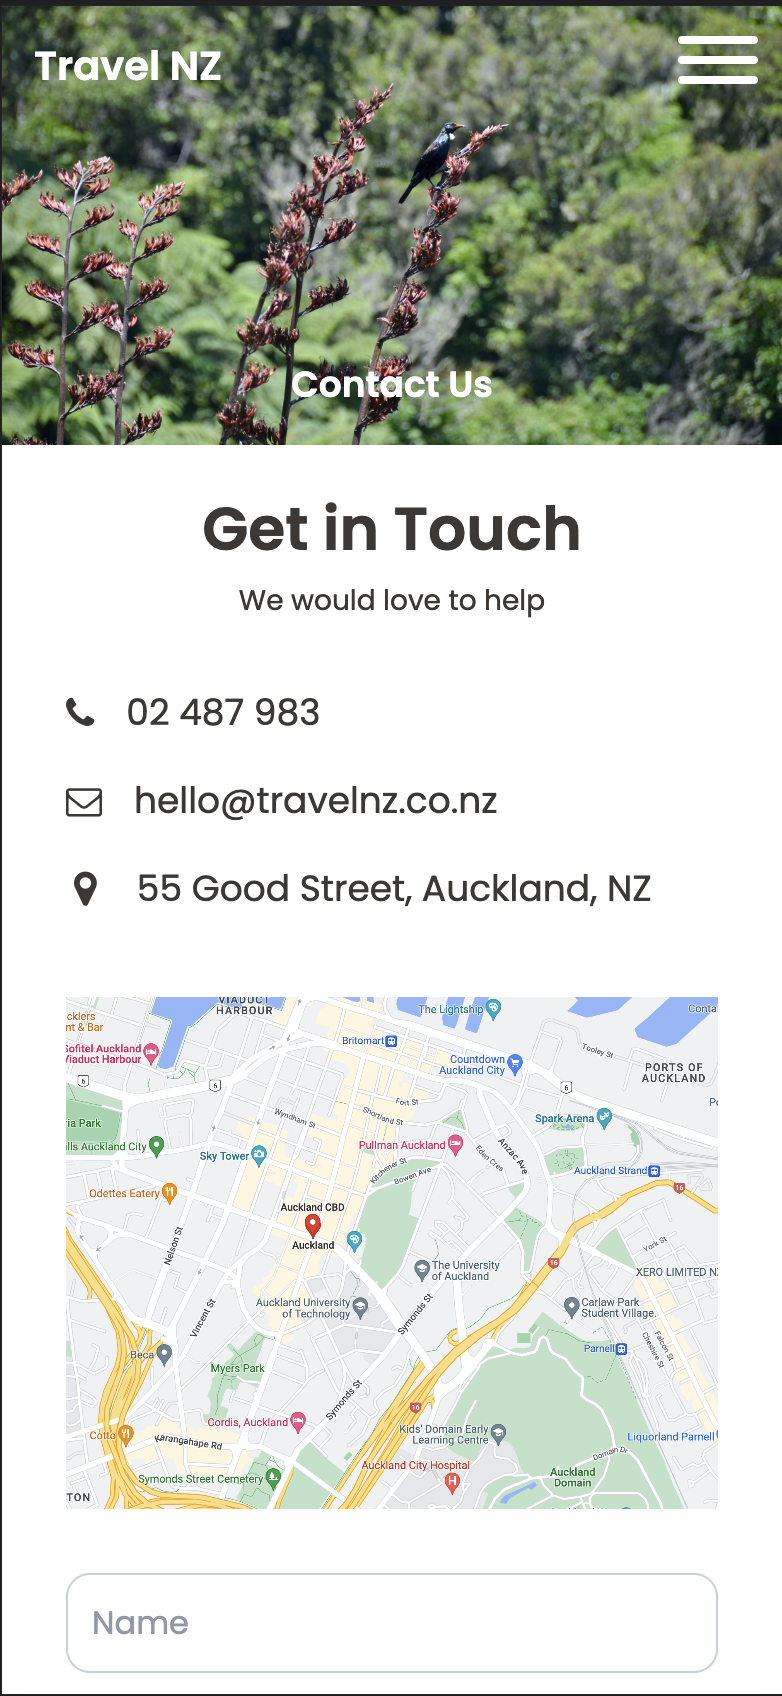 Travel NZ
Contact Us
Get in Touch
We would love to help
02 487 983
hello@travelnz.co.nz
55 Good Street, Auckland, NZ
VIADUCT
HARBOUR
The Lightship
Conta
cklers
nt & Bar
Sofitel Auckland
Viaduct Harbour
Britomart
Countdown
Auckland City
Tooley St
PORTS OF
AUCKLAND
6
6
6
Fort St
Wyndham St
Shortland St
Spark Arena
ria Park
lls Auckland City
Sky Tower
Pullman Auckland
Anzac Ave
Eden Cres
Kitchener St
Bowen Ave
Auckland Strand
16
Odettes Eatery
Auckland CBD
Auckland
Nelson St
York St
The University
of Auckland
16
XERO LIMITED NZ
Auckland University
of Technology
Carlaw Park
Student Village.
Vincent St
Symonds St
Falcon St
Cheshire St
Beca
Parnell
Myers Park
Symonds St
16
Cordis, Auckland
Cotto
Karangahape Rd
Kids' Domain Early
Learning Centre
Liquorland Parnell
Domain Dr
Auckland City Hospital
Symonds Street Cemetery
Auckland
Domain
TON
Name